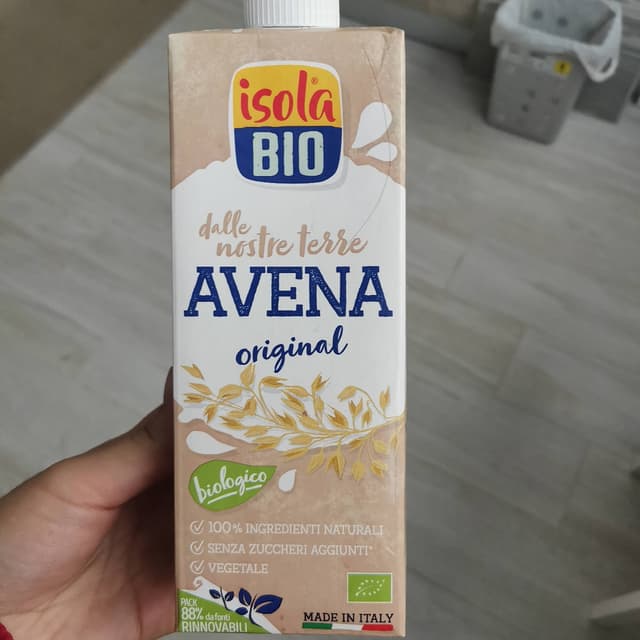 isola®
BIO
dalle
nostre terre
AVENA
original
biologico
100% INGREDIENTI NATURALI
SENZA ZUCCHERI AGGIUNTI*
VEGETALE
PACK
88% da fonti
RINNOVABILI
MADE IN ITALY